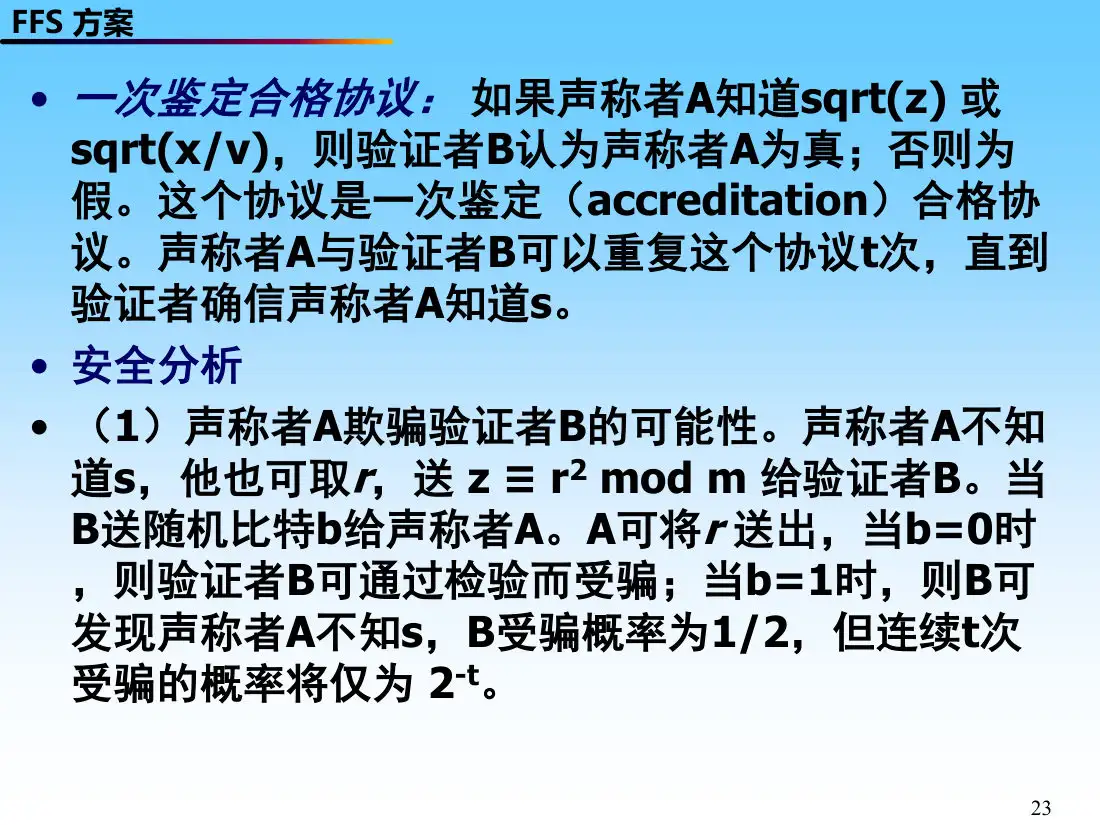 FFS 方案
• 一次鉴定合格协议： 如果声称者A知道sqrt(z) 或
sqrt(x/v)，则验证者B认为声称者A为真；否则为
假。这个协议是一次鉴定（accreditation）合格协
议。声称者A与验证者B可以重复这个协议t次，直到
验证者确信声称者A知道s。
• 安全分析
• （1）声称者A欺骗验证者B的可能性。声称者A不知
道s，他也可取r，送 z ≡ r² mod m 给验证者B。当
B送随机比特b给声称者A。A可将r 送出，当b=0时
，则验证者B可通过检验而受骗；当b=1时，则B可
发现声称者A不知s，B受骗概率为1/2，但连续t次
受骗的概率将仅为 2⁻ᵗ。
23